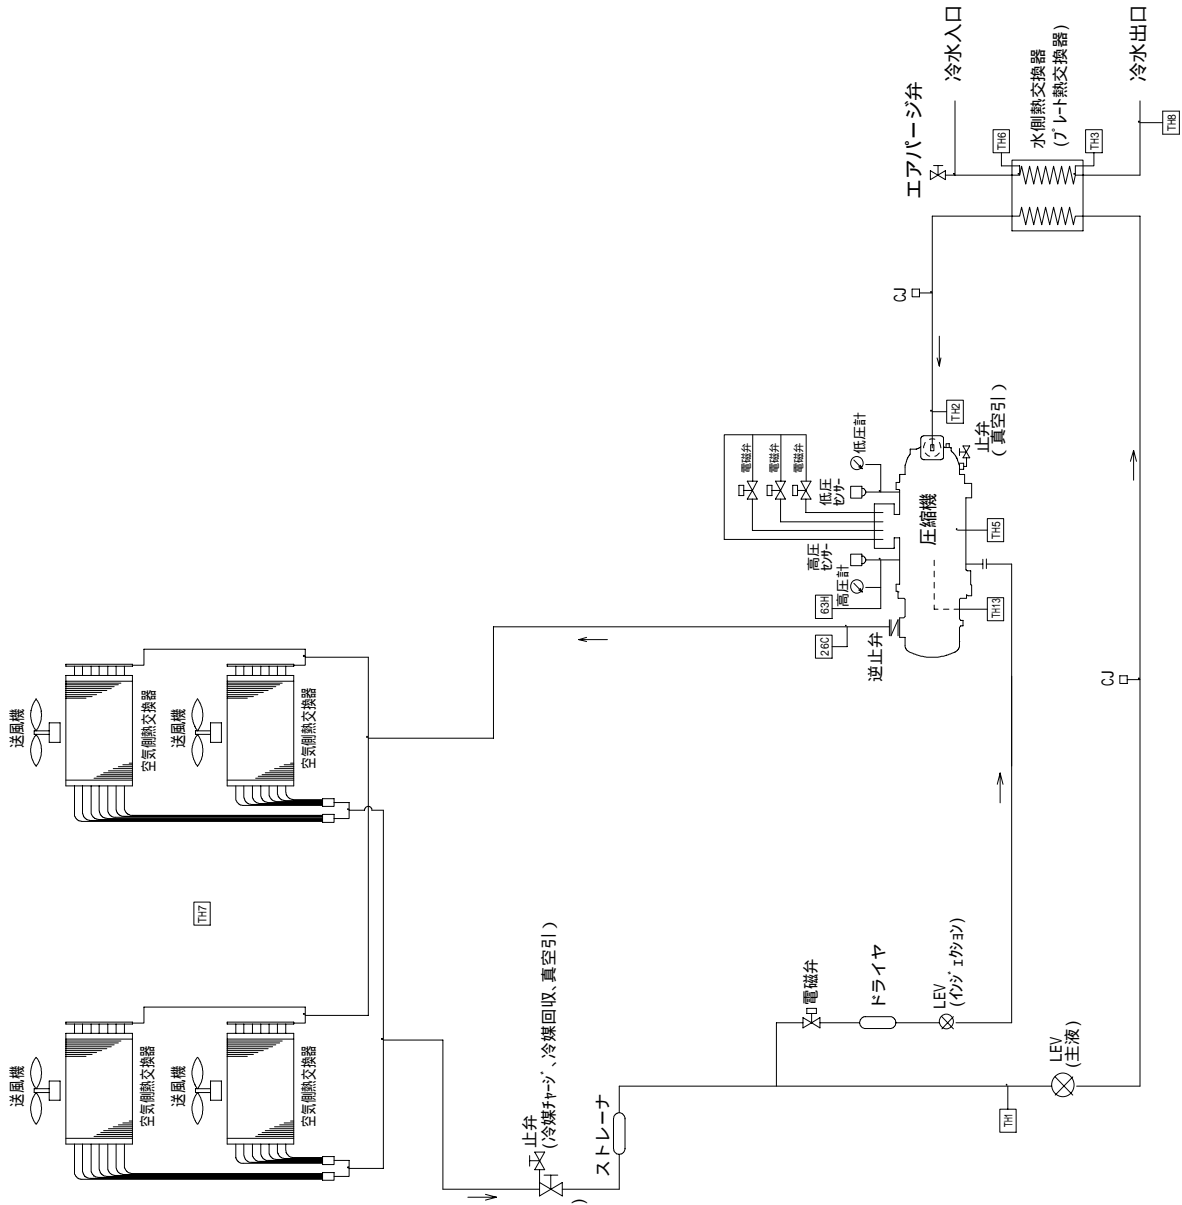 送風機
空気側熱交換器
送風機
空気側熱交換器
送風機
空気側熱交換器
送風機
空気側熱交換器
TH7
止弁
(冷媒ﾁｬｰｼﾞ、冷媒回収、真空引)
)
ストレーナ
電磁弁
ドライヤ
LEV
(ｲﾝｼﾞｪｸｼｮﾝ)
TH1
LEV
(主液)
CJ
逆止弁
26C
63H
高圧計
高圧
ｾﾝｻｰ
電磁弁
電磁弁
電磁弁
低圧
ｾﾝｻｰ
低圧計
圧縮機
TH13
TH5
TH2
止弁
(真空引)
CJ
エアパージ弁
冷水入口
TH6
水側熱交換器
(ﾌﾟﾚｰﾄ熱交換器)
TH3
冷水出口
TH8